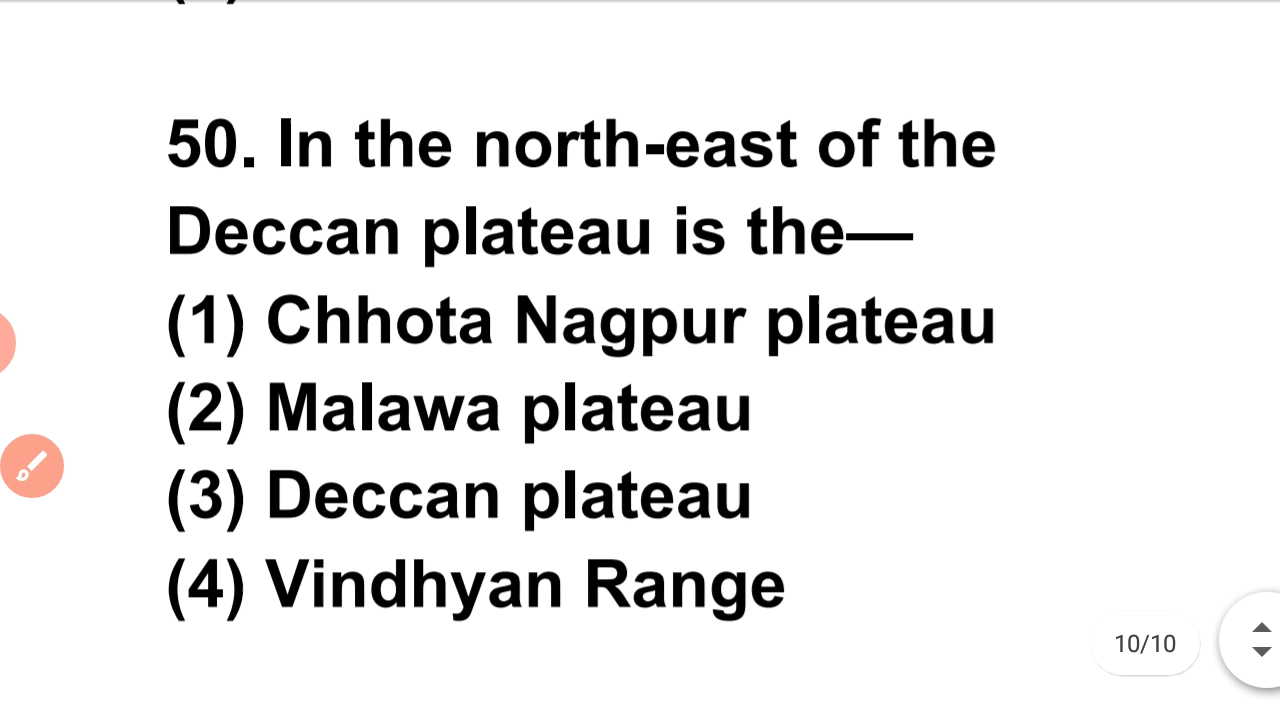 50. In the north-east of the
Deccan plateau is the—
(1) Chhota Nagpur plateau
(2) Malawa plateau
(3) Deccan plateau
(4) Vindhyan Range
10/10